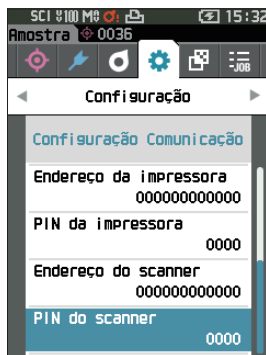 SCI 100 M0 15:32
Amostra 0036
JOB
Configuração
Configuração Comunicação
Endereço da impressora
000000000000
PIN da impressora
0000
Endereço do scanner
000000000000
PIN do scanner
0000